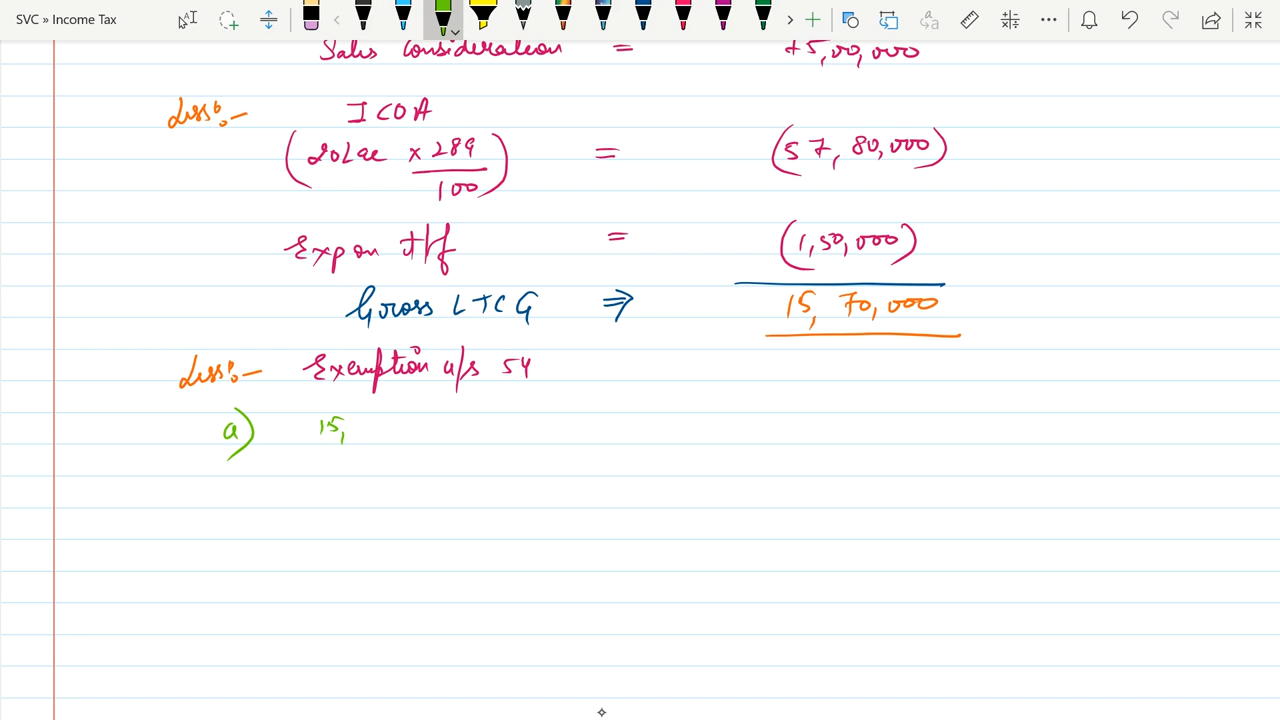 SVC » Income Tax
Sales Consideration = 75,00,000
Less:- ICOA
(20Lac × 289/100) = (57,80,000)
Exp on t/f = (1,50,000)
Gross LTCG ⇒ 15,70,000
Less:- Exemption u/s 54
a) 15,